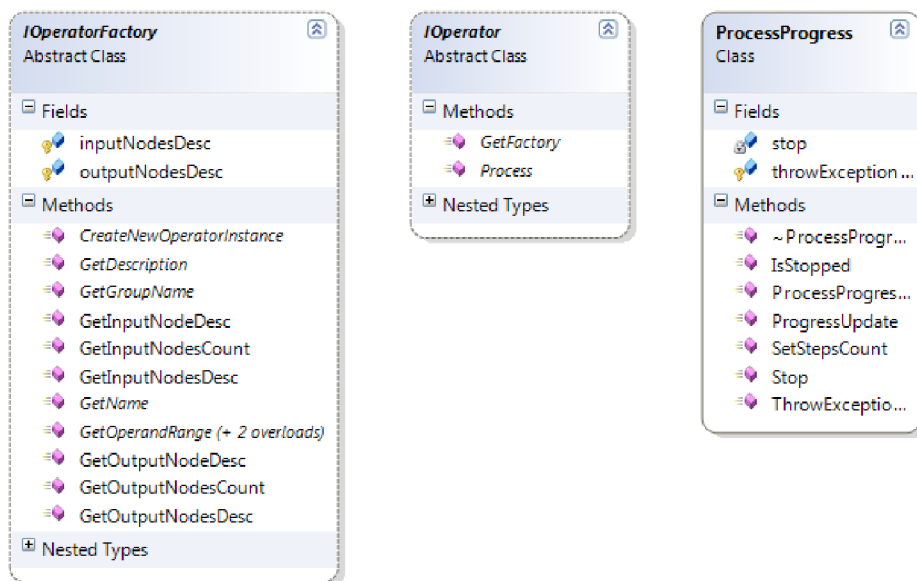 IOperatorFactory
Abstract Class
Fields
inputNodesDesc
outputNodesDesc
Methods
CreateNewOperatorInstance
GetDescription
GetGroupName
GetInputNodeDesc
GetInputNodesCount
GetInputNodesDesc
GetName
GetOperandRange (+ 2 overloads)
GetOutputNodeDesc
GetOutputNodesCount
GetOutputNodesDesc
Nested Types
IOperator
Abstract Class
Methods
GetFactory
Process
Nested Types
ProcessProgress
Class
Fields
stop
throwException ...
Methods
~ProcessProgr...
IsStopped
ProcessProgres...
ProgressUpdate
SetStepsCount
Stop
ThrowExceptio...